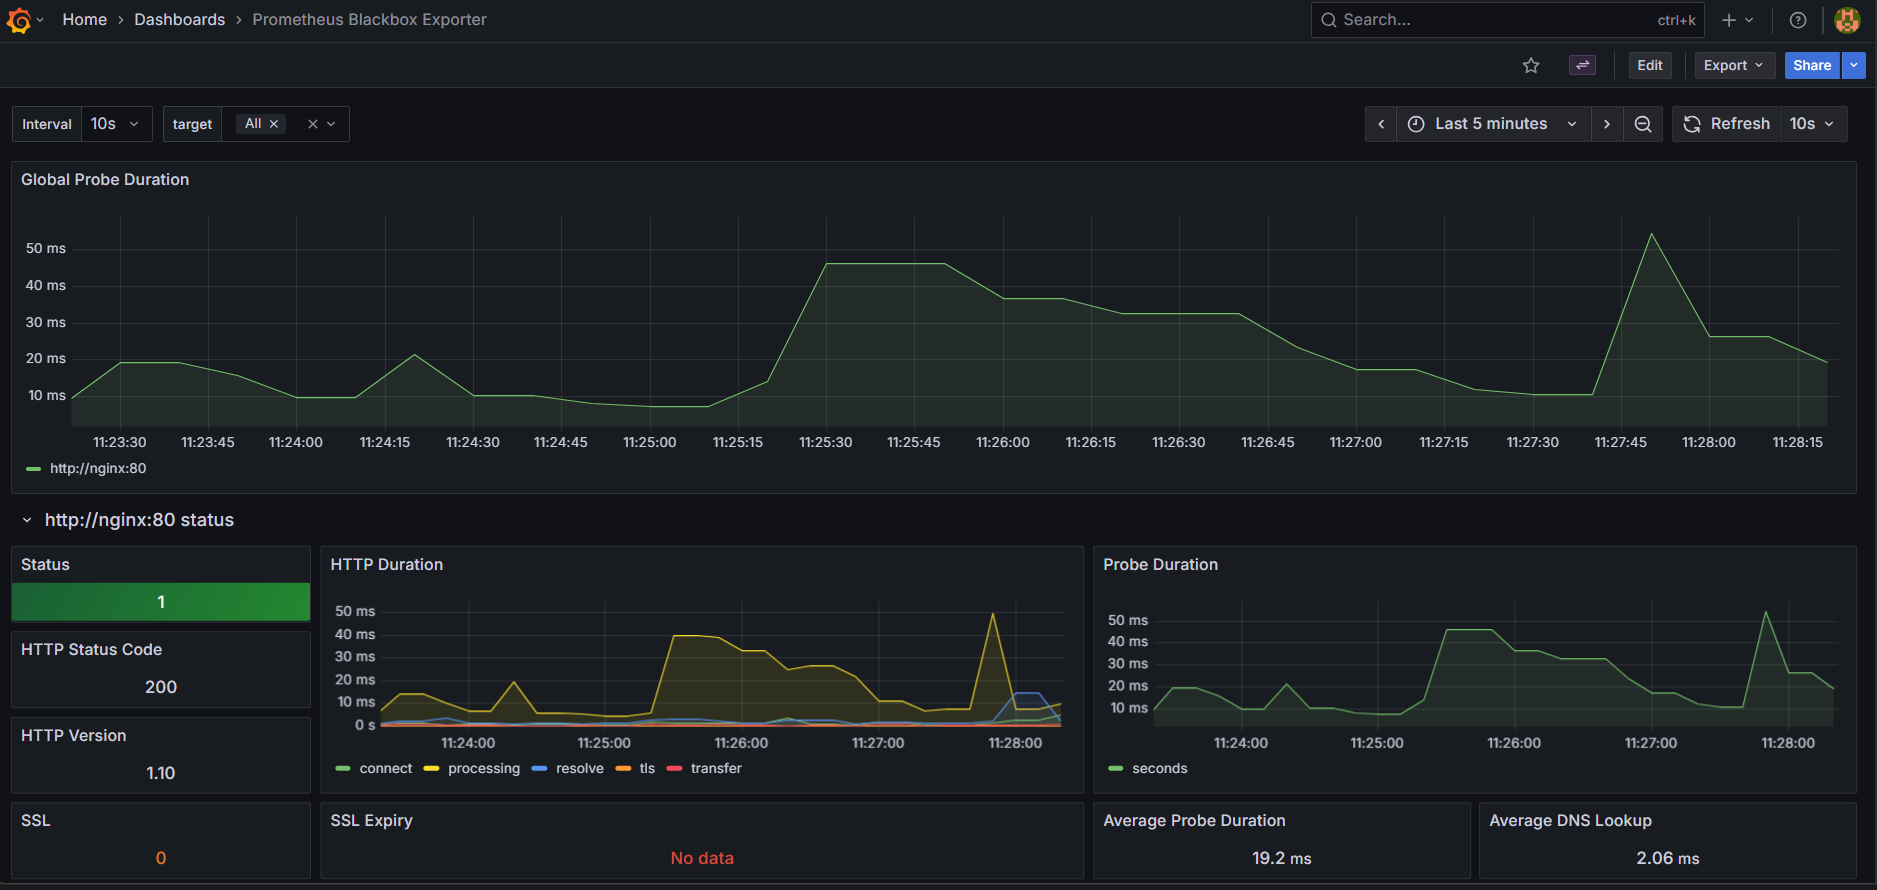 Home › Dashboards › Prometheus Blackbox Exporter
Search... ctrl+k
Edit Export Share
Interval 10s target All Last 5 minutes Refresh 10s
Global Probe Duration
50 ms
40 ms
30 ms
20 ms
10 ms
11:23:30 11:23:45 11:24:00 11:24:15 11:24:30 11:24:45 11:25:00 11:25:15 11:25:30 11:25:45 11:26:00 11:26:15 11:26:30 11:26:45 11:27:00 11:27:15 11:27:30 11:27:45 11:28:00 11:28:15
http://nginx:80
http://nginx:80 status
Status
1
HTTP Status Code
200
HTTP Version
1.10
SSL
0
HTTP Duration
50 ms
40 ms
30 ms
20 ms
10 ms
0 s
11:24:00 11:25:00 11:26:00 11:27:00 11:28:00
connect processing resolve tls transfer
Probe Duration
50 ms
40 ms
30 ms
20 ms
10 ms
11:24:00 11:25:00 11:26:00 11:27:00 11:28:00
seconds
SSL Expiry
No data
Average Probe Duration
19.2 ms
Average DNS Lookup
2.06 ms